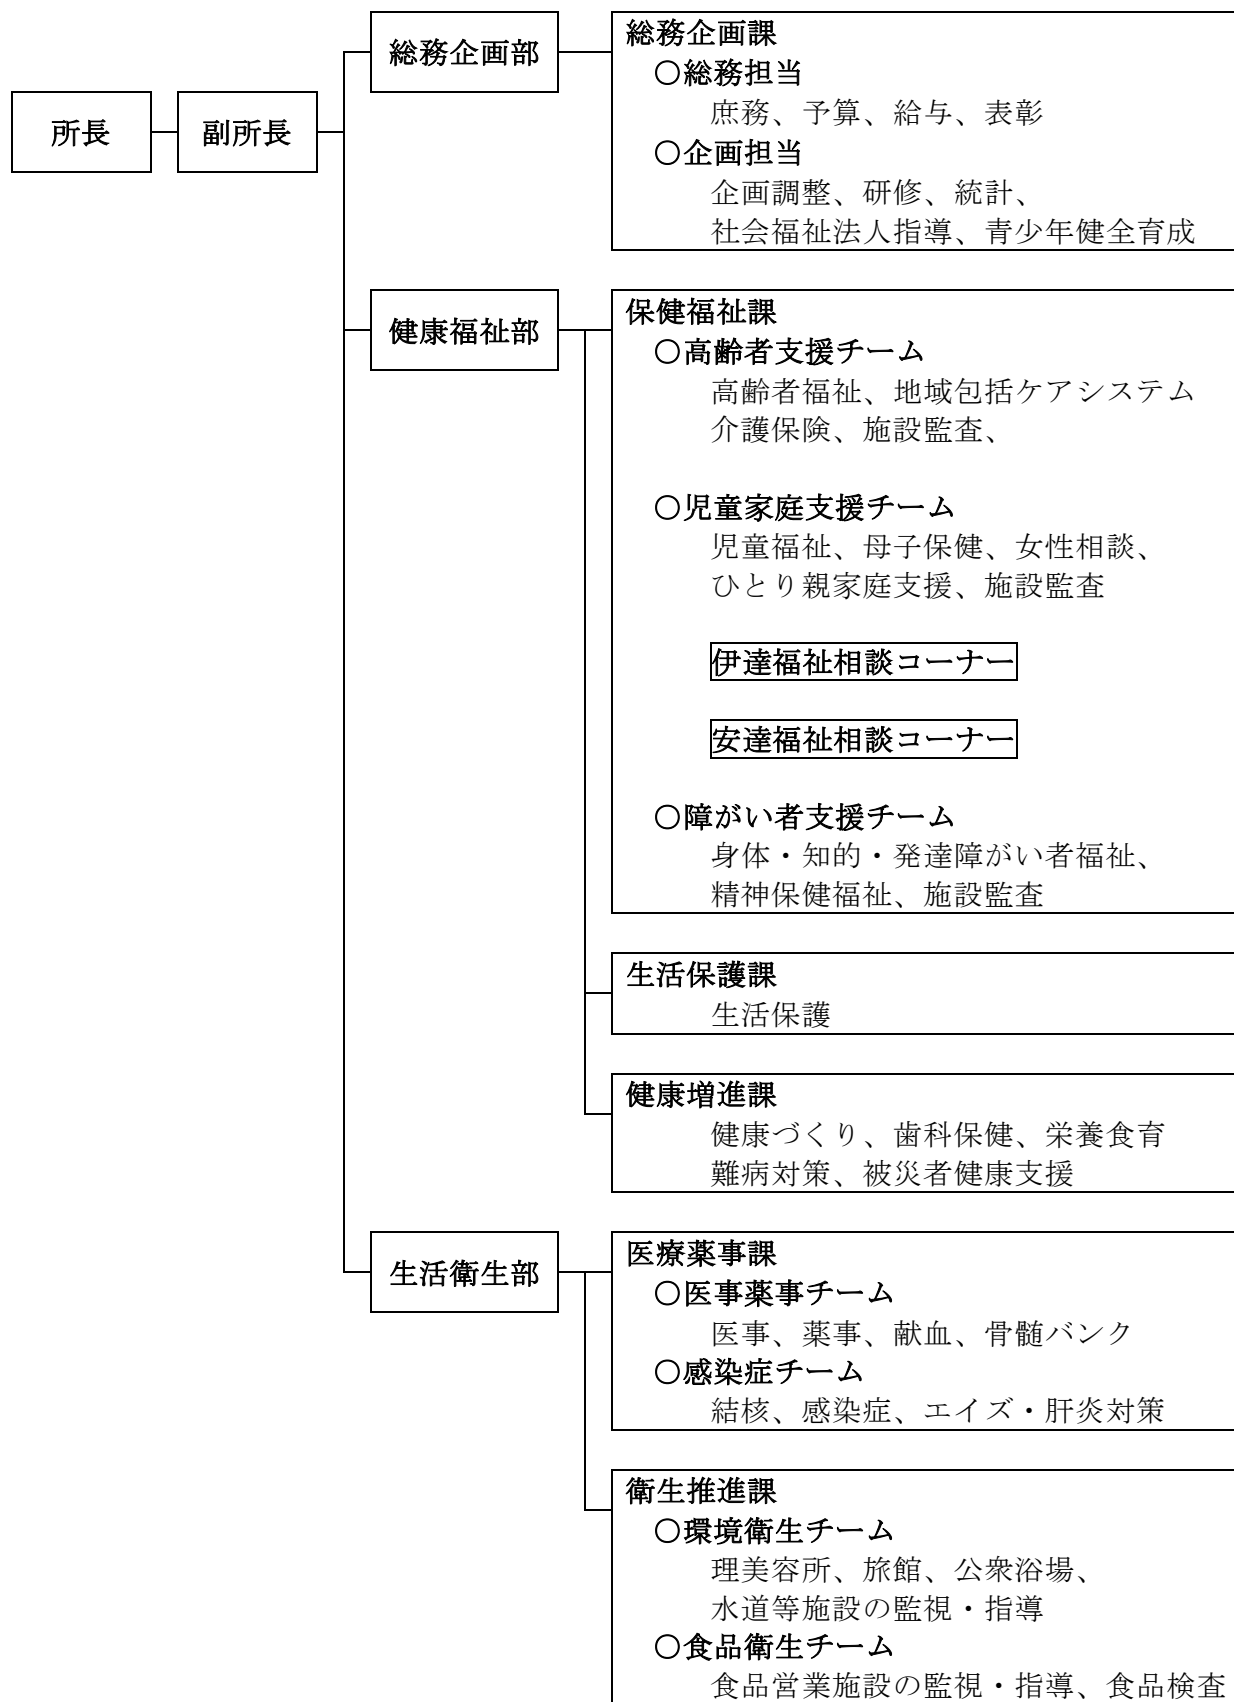 所長
副所長
総務企画部
総務企画課
〇総務担当
庶務、予算、給与、表彰
〇企画担当
企画調整、研修、統計、
社会福祉法人指導、青少年健全育成
健康福祉部
保健福祉課
〇高齢者支援チーム
高齢者福祉、地域包括ケアシステム
介護保険、施設監査、
〇児童家庭支援チーム
児童福祉、母子保健、女性相談、
ひとり親家庭支援、施設監査
伊達福祉相談コーナー
安達福祉相談コーナー
〇障がい者支援チーム
身体・知的・発達障がい者福祉、
精神保健福祉、施設監査
生活保護課
生活保護
健康増進課
健康づくり、歯科保健、栄養食育
難病対策、被災者健康支援
生活衛生部
医療薬事課
〇医事薬事チーム
医事、薬事、献血、骨髄バンク
〇感染症チーム
結核、感染症、エイズ・肝炎対策
衛生推進課
〇環境衛生チーム
理美容所、旅館、公衆浴場、
水道等施設の監視・指導
〇食品衛生チーム
食品営業施設の監視・指導、食品検査